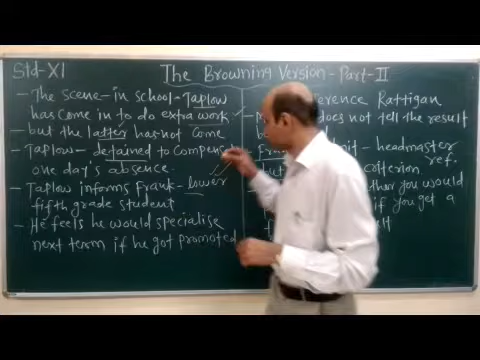 Std-XI
The Browning Version-Part-II
- The scene-in school-Taplow
has come in to do extra work
- but the latter has not come
- Taplow- detained to compens
one day's absence.
- Taplow informs Frank- lower
fifth grade student
- He feels he would specialise
next term if he got promoted
erence Rattigan
does not tell the result
headmaster
ref.
criterion
you
if you get a